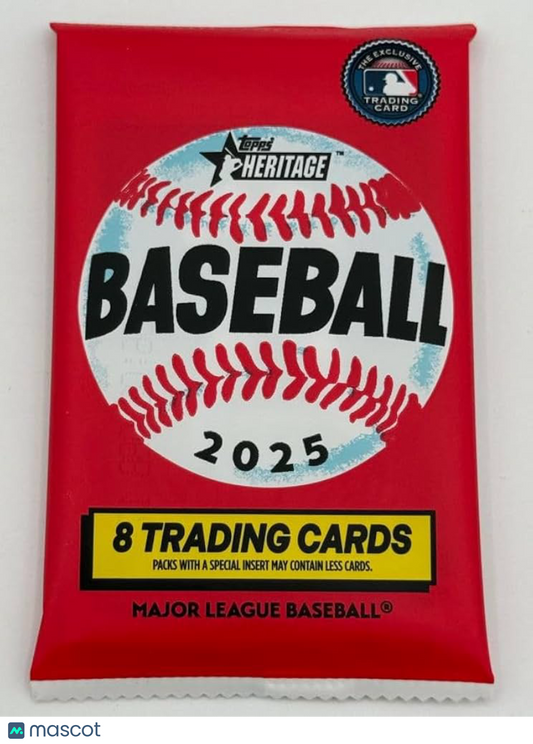 THE EXCLUSIVE
TRADING
CARD
Topps
HERITAGE™
BASEBALL
2025
8 TRADING CARDS
PACKS WITH A SPECIAL INSERT MAY CONTAIN LESS CARDS.
MAJOR LEAGUE BASEBALL®
mascot